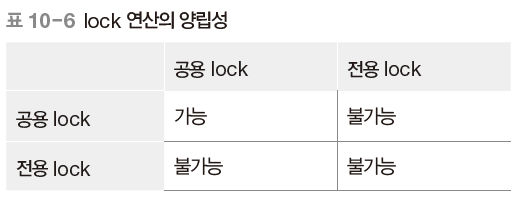 표 10-6 lock 연산의 양립성
공용 lock 전용 lock
공용 lock 가능 불가능
전용 lock 불가능 불가능